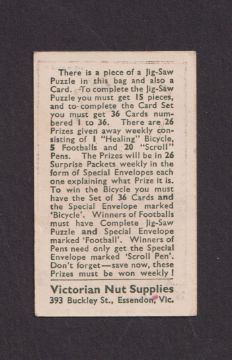 There is a piece of a Jig-Saw
Puzzle in this bag and also a
Card. To complete the Jig-Saw
Puzzle you must get 15 pieces,
and to complete the Card Set
you must get 36 Cards num-
bered 1 to 36. There are 26
Prizes given away weekly con-
sisting of 1 "Healing" Bicycle,
5 Footballs and 20 "Scroll"
Pens. The Prizes will be in 26
Surprise Packets weekly in the
form of Special Envelopes each
one explaining what Prize it is.
To win the Bicycle you must
have the Set of 36 Cards and
the Special Envelope marked
'Bicycle'. Winners of Footballs
must have Complete Jig-Saw
Puzzle and Special Envelope
marked 'Football'. Winners of
Pens need only get the Special
Envelope marked 'Scroll Pen'.
Don't forget—save now, these
Prizes must be won weekly!
Victorian Nut Supplies
393 Buckley St., Essendon, Vic.